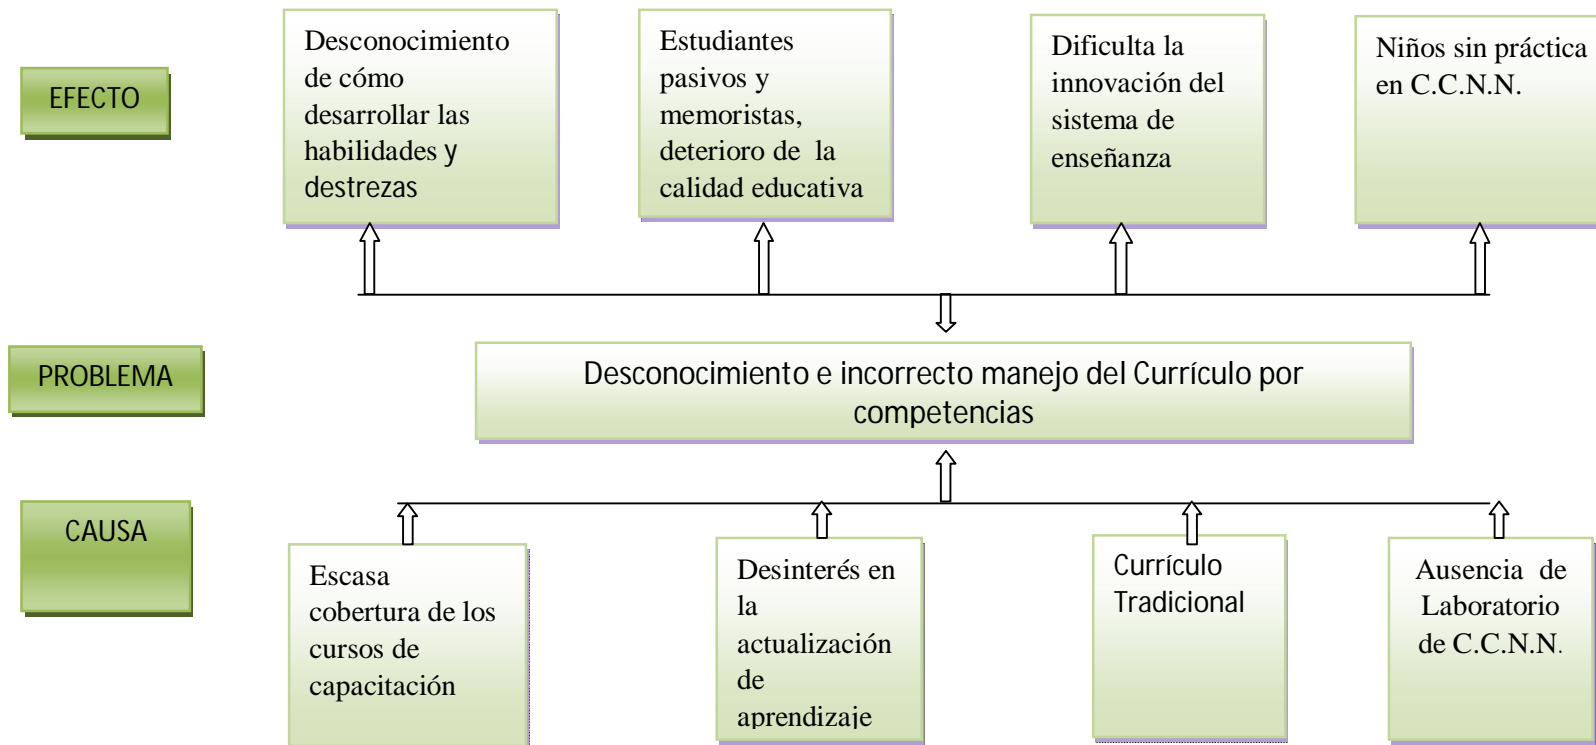 EFECTO
Desconocimiento
de cómo
desarrollar las
habilidades y
destrezas
Estudiantes
pasivos y
memoristas,
deterioro de la
calidad educativa
Dificulta la
innovación del
sistema de
enseñanza
Niños sin práctica
en C.C.N.N.
PROBLEMA
Desconocimiento e incorrecto manejo del Currículo por
competencias
CAUSA
Escasa
cobertura de los
cursos de
capacitación
Desinterés en
la
actualización
de
aprendizaje
Currículo
Tradicional
Ausencia de
Laboratorio
de C.C.N.N.